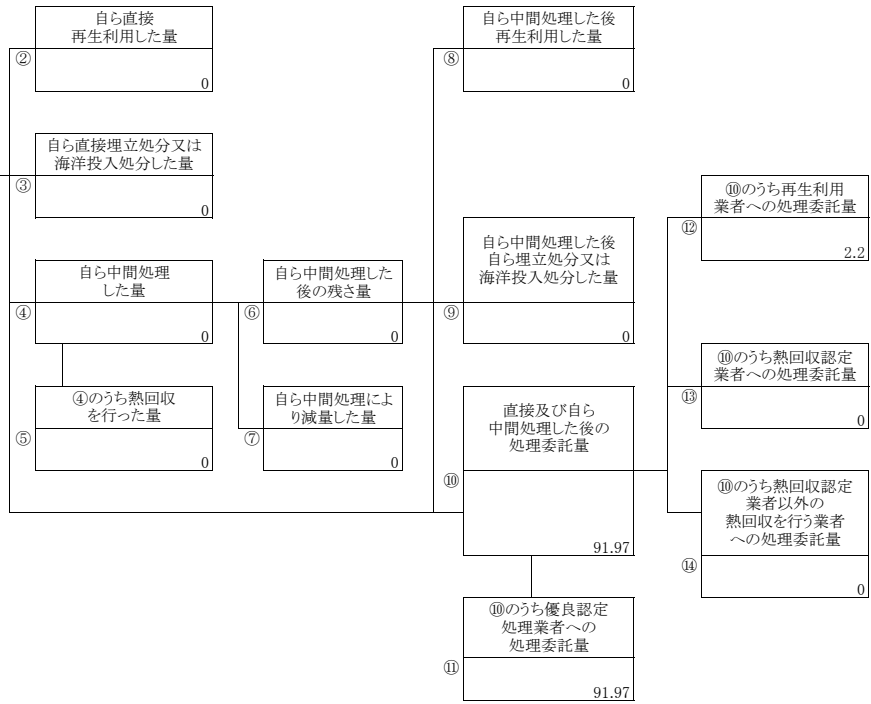 自ら直接
再生利用した量
②
0
自ら中間処理した後
再生利用した量
⑧
0
自ら直接埋立処分又は
海洋投入処分した量
③
0
⑩のうち再生利用
業者への処理委託量
⑫
2.2
自ら中間処理した後
自ら埋立処分又は
海洋投入処分した量
⑨
0
自ら中間処理
した量
④
0
自ら中間処理した
後の残さ量
⑥
0
⑩のうち熱回収認定
業者への処理委託量
⑬
0
④のうち熱回収
を行った量
⑤
0
自ら中間処理によ
り減量した量
⑦
0
直接及び自ら
中間処理した後の
処理委託量
⑩
91.97
⑩のうち熱回収認定
業者以外の
熱回収を行う業者
への処理委託量
⑭
0
⑩のうち優良認定
処理業者への
処理委託量
⑪
91.97